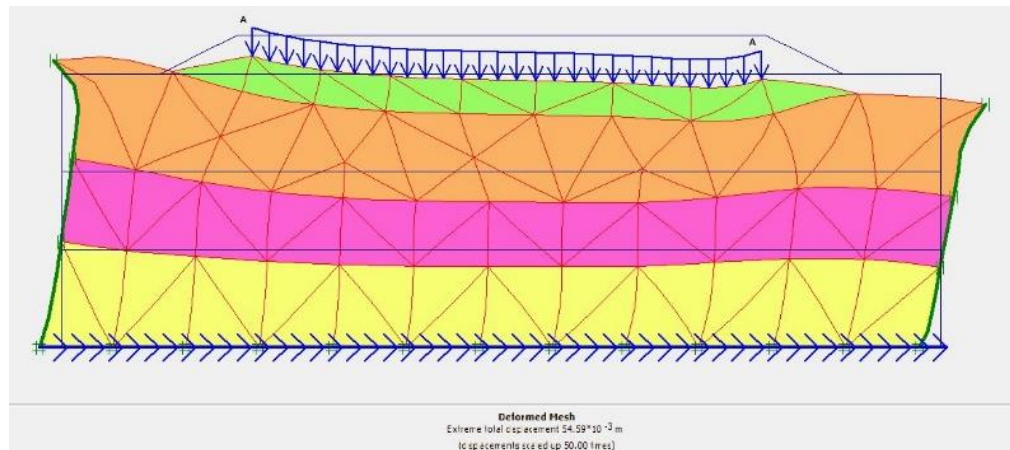 A
A
Deformed Mesh
Extreme total displacement 54.59*10 -3 m
(displacements scaled up 50.00 times)